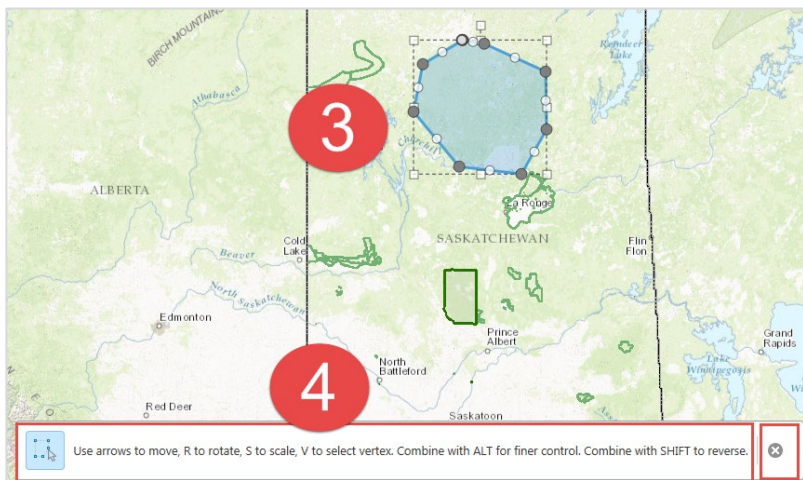 BIRCH MOUNTAINS
Reindeer
Lake
Athabasca
3
Churchill
ALBERTA
La Ronge
SASKATCHEWAN
Cold
Lake
Beaver
Flin
Flon
North Saskatchewan
Edmonton
Prince
Albert
Grand
Rapids
North
Battleford
Lake
Winnipegosis
4
Red Deer
Saskatoon
Use arrows to move, R to rotate, S to scale, V to select vertex. Combine with ALT for finer control. Combine with SHIFT to reverse.